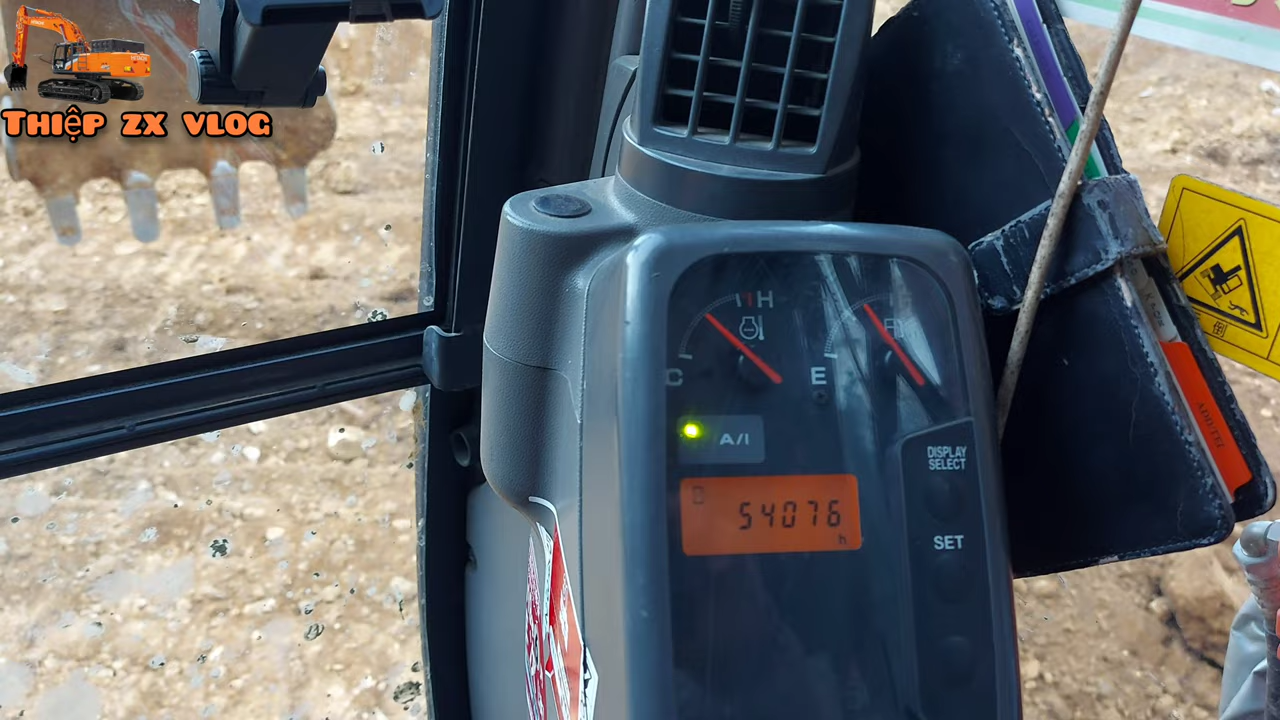 Thiệp zx vlog
H
C
E
A/I
DISPLAY
SELECT
54076
h
SET